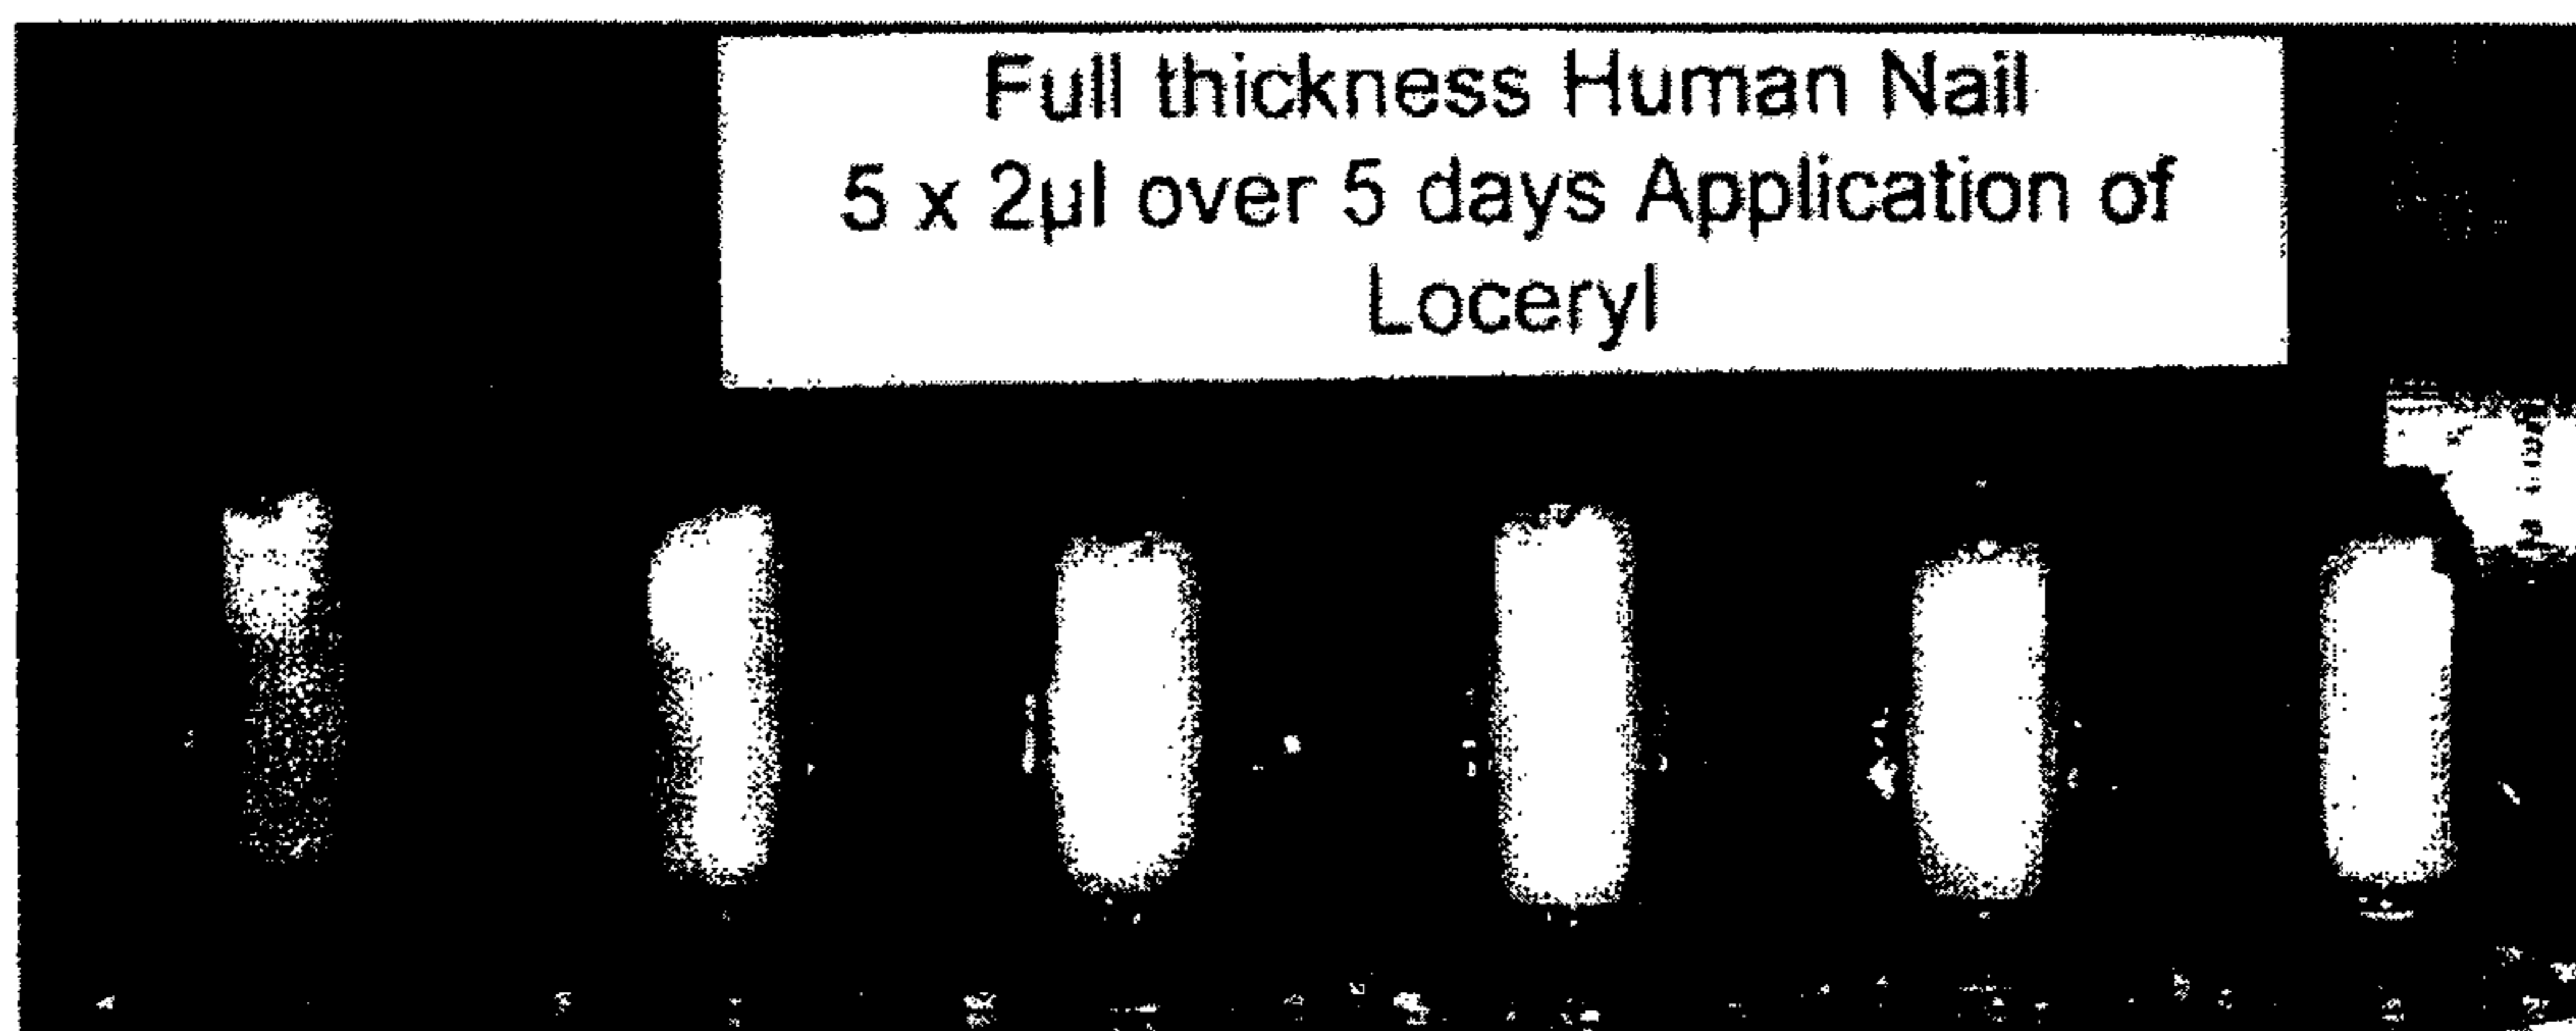 Full thickness Human Nail
5 x 2µl over 5 days Application of
Loceryl